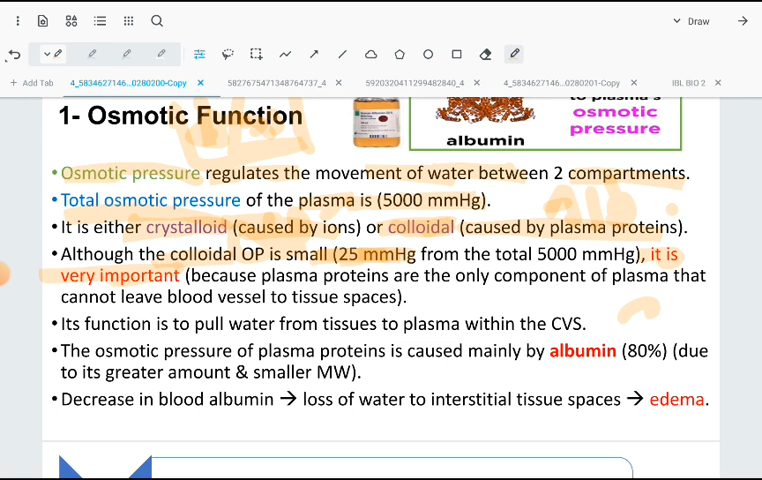 Draw
Add Tab
4_5834627146...0280200-Copy
5827675471348764737_4
5920320411299482840_4
4_5834627146...0280201-Copy
IBL BIO 2
1- Osmotic Function
albumin
to plasma's
osmotic
pressure
• Osmotic pressure regulates the movement of water between 2 compartments.
• Total osmotic pressure of the plasma is (5000 mmHg).
• It is either crystalloid (caused by ions) or colloidal (caused by plasma proteins).
• Although the colloidal OP is small (25 mmHg from the total 5000 mmHg), it is
very important (because plasma proteins are the only component of plasma that
cannot leave blood vessel to tissue spaces).
• Its function is to pull water from tissues to plasma within the CVS.
• The osmotic pressure of plasma proteins is caused mainly by albumin (80%) (due
to its greater amount & smaller MW).
• Decrease in blood albumin → loss of water to interstitial tissue spaces → edema.